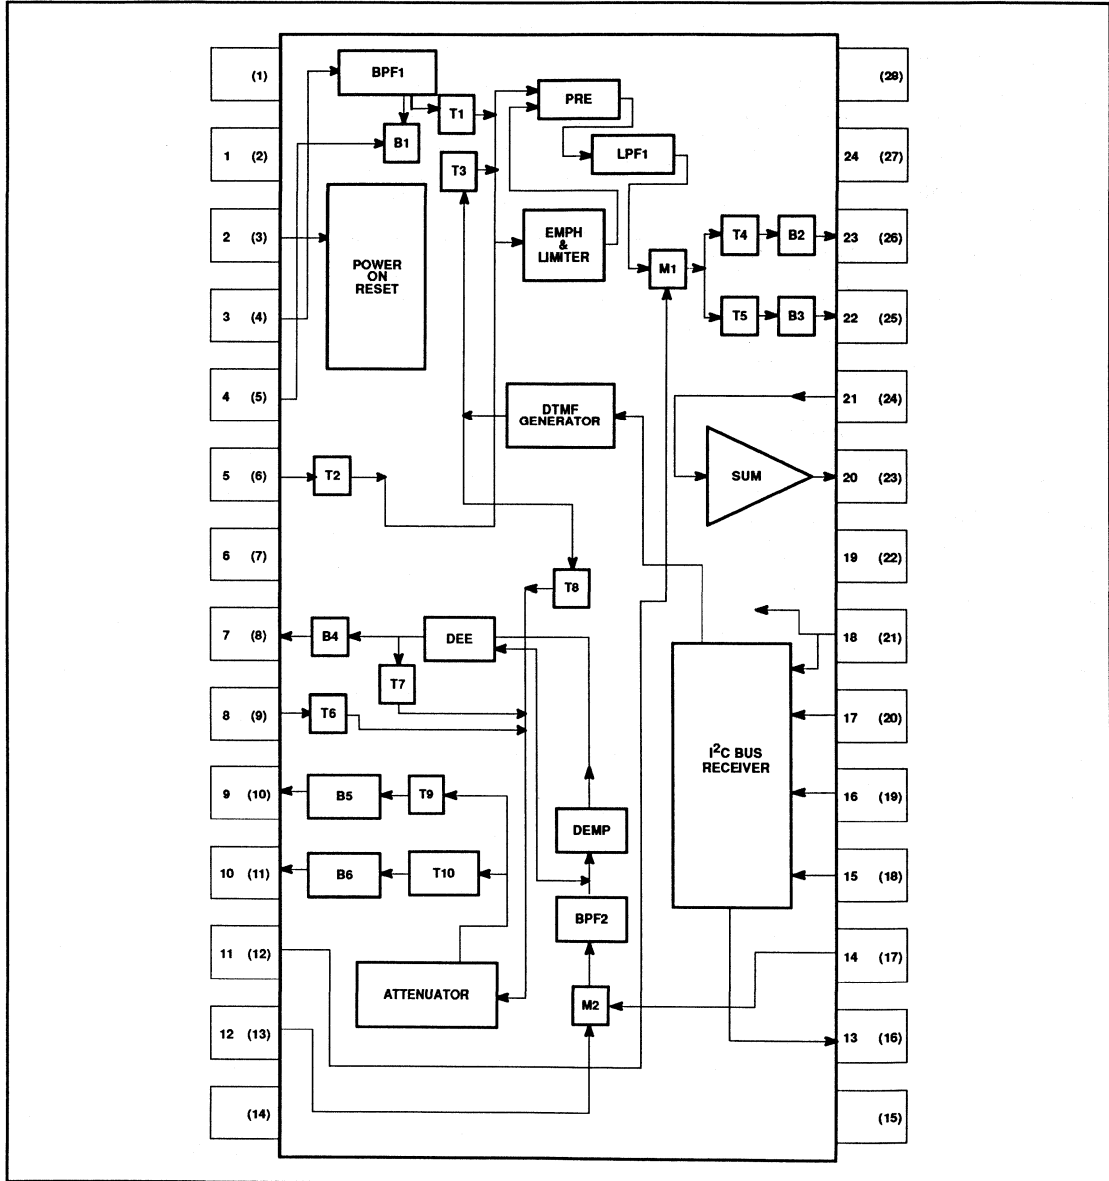 (1)
1 (2)
2 (3)
3 (4)
4 (5)
5 (6)
6 (7)
7 (8)
8 (9)
9 (10)
10 (11)
11 (12)
12 (13)
(14)
BPF1
T1
B1
T3
POWER
ON
RESET
PRE
LPF1
EMPH
&
LIMITER
M1
T4
B2
T5
B3
DTMF
GENERATOR
SUM
T2
T8
B4
DEE
T7
T6
B5
T9
B6
T10
ATTENUATOR
DEMP
BPF2
M2
I²C BUS
RECEIVER
(28)
24 (27)
23 (26)
22 (25)
21 (24)
20 (23)
19 (22)
18 (21)
17 (20)
16 (19)
15 (18)
14 (17)
13 (16)
(15)